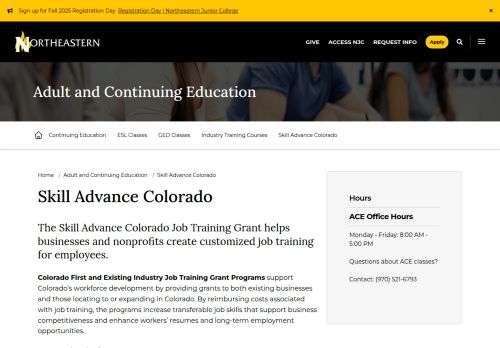 Sign up for Fall 2025 Registration Day Registration Day | Northeastern Junior College ×
NORTHEASTERN
GIVE ACCESS NJC REQUEST INFO Apply
Adult and Continuing Education
Continuing Education ESL Classes GED Classes Industry Training Courses Skill Advance Colorado
Home / Adult and Continuing Education / Skill Advance Colorado
Skill Advance Colorado
The Skill Advance Colorado Job Training Grant helps
businesses and nonprofits create customized job training
for employees.
Colorado First and Existing Industry Job Training Grant Programs support
Colorado's workforce development by providing grants to both existing businesses
and those locating to or expanding in Colorado. By reimbursing costs associated
with job training, the programs increase transferable job skills that support business
competitiveness and enhance workers' resumes and long-term employment
opportunities.
Hours
ACE Office Hours
Monday - Friday: 8:00 AM -
5:00 PM
Questions about ACE classes?
Contact: (970) 521-6793